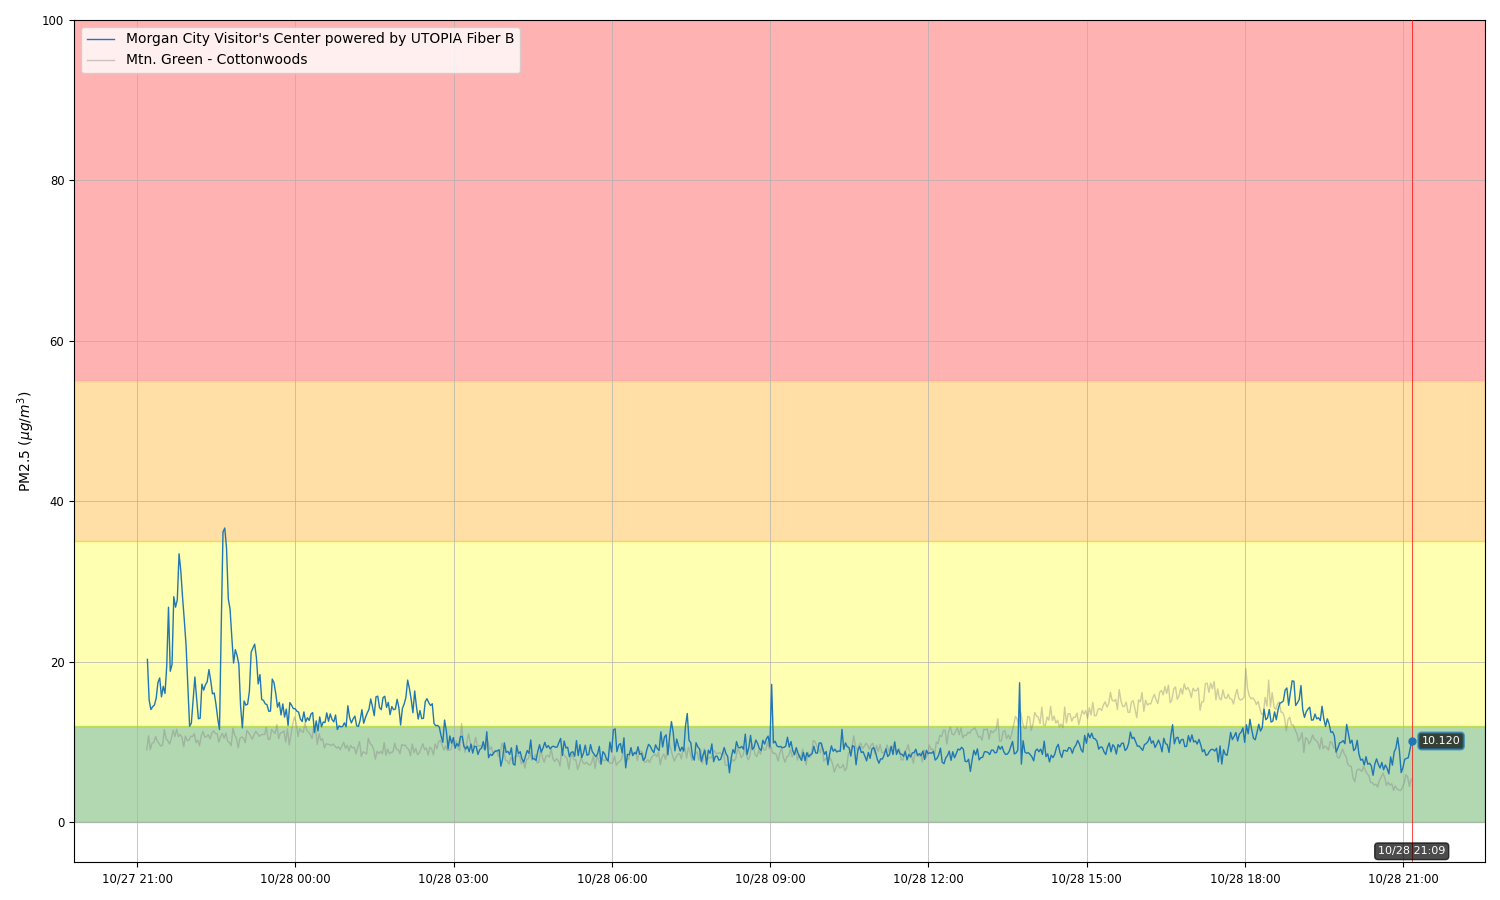 100
Morgan City Visitor's Center powered by UTOPIA Fiber B
Mtn. Green - Cottonwoods
80
60
PM2.5 (μg/m³)
40
20
10.120
0
10/28 21:09
10/27 21:00 10/28 00:00 10/28 03:00 10/28 06:00 10/28 09:00 10/28 12:00 10/28 15:00 10/28 18:00 10/28 21:00